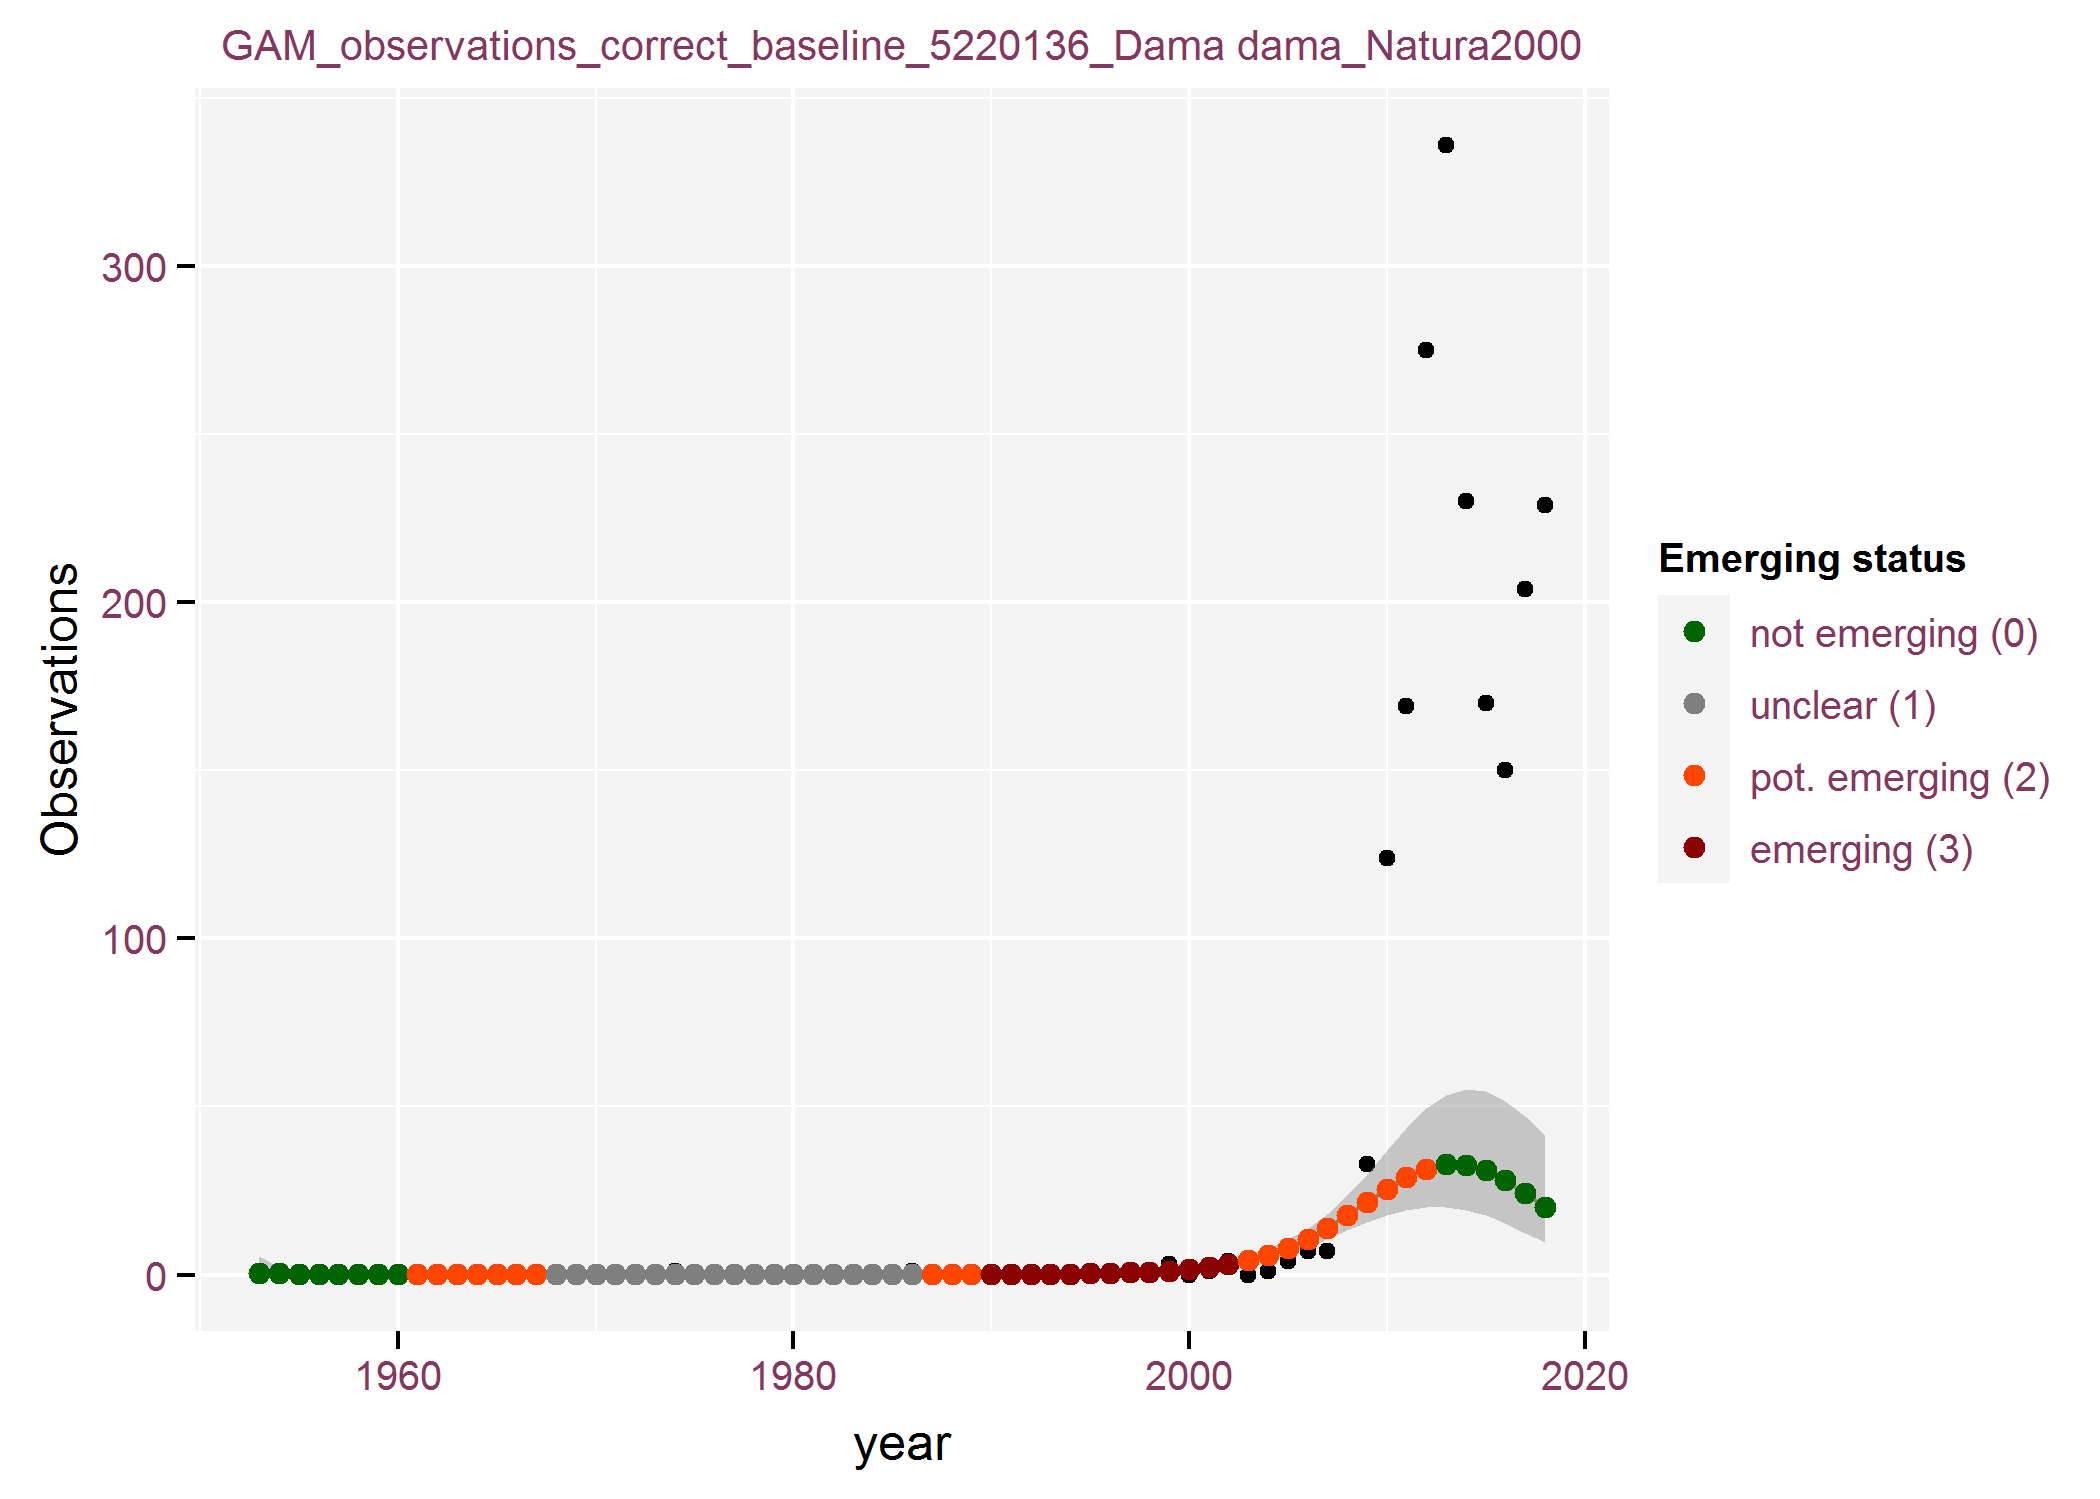 GAM_observations_correct_baseline_5220136_Dama dama_Natura2000
Observations
300
200
100
0
1960
1980
2000
2020
year
Emerging status
not emerging (0)
unclear (1)
pot. emerging (2)
emerging (3)